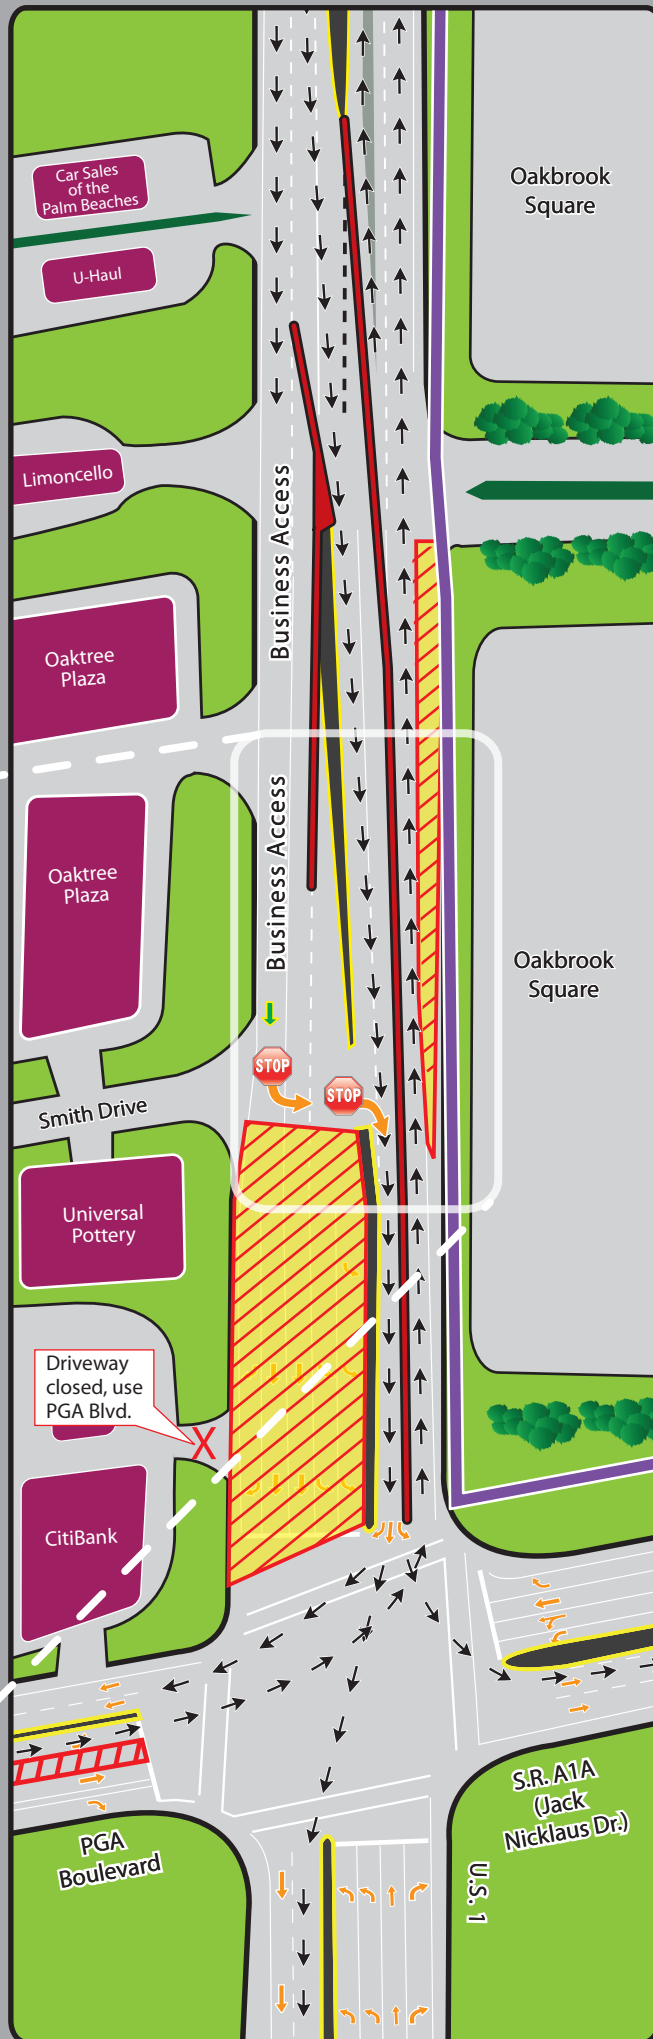 Car Sales
of the
Palm Beaches
Oakbrook
Square
U-Haul
Limoncello
Business Access
Oaktree
Plaza
Business Access
Oaktree
Plaza
Oakbrook
Square
STOP
STOP
Smith Drive
Universal
Pottery
Driveway
closed, use
PGA Blvd.
X
CitiBank
S.R. A1A
(Jack
Nicklaus Dr.)
PGA
Boulevard
U.S. 1